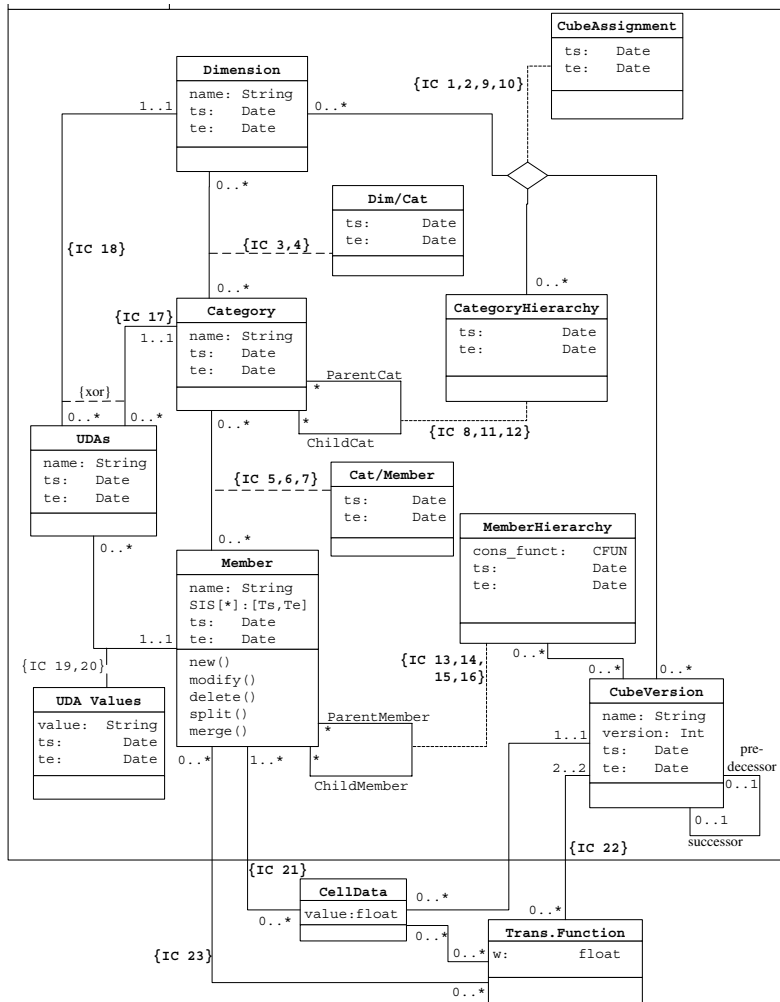 CubeAssignment
ts: Date
te: Date
Dimension
name: String
ts: Date
te: Date
{IC 1,2,9,10}
1..1
0..*
0..*
Dim/Cat
ts: Date
te: Date
{IC 18}
{IC 3,4}
0..*
0..*
{IC 17}
1..1
Category
name: String
ts: Date
te: Date
CategoryHierarchy
ts: Date
te: Date
ParentCat
*
{xor}
0..*
0..*
0..*
*
ChildCat
{IC 8,11,12}
UDAs
name: String
ts: Date
te: Date
{IC 5,6,7}
Cat/Member
ts: Date
te: Date
MemberHierarchy
cons_funct: CFUN
ts: Date
te: Date
0..*
0..*
Member
name: String
SIS[*]:[Ts,Te]
ts: Date
te: Date
new()
modify()
delete()
split()
merge()
1..1
{IC 19,20}
{IC 13,14,
15,16}
0..*
0..*
0..*
UDA Values
value: String
ts: Date
te: Date
CubeVersion
name: String
version: Int
ts: Date
te: Date
ParentMember
*
1..1
pre-
decessor
0..*
1..*
*
ChildMember
2..2
0..1
0..1
successor
{IC 22}
{IC 21}
CellData
value:float
0..*
0..*
0..*
0..*
Trans.Function
w: float
{IC 23}
0..*
0..*